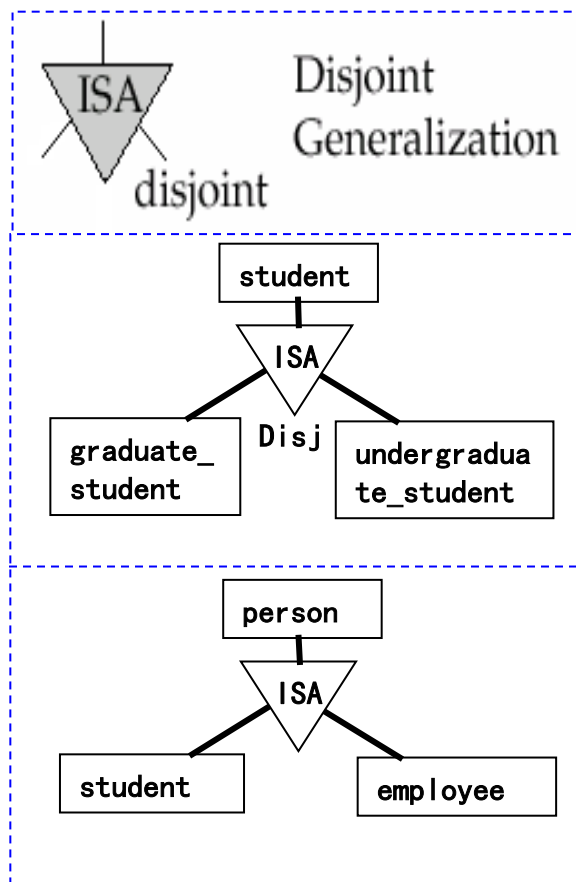 ISA
Disjoint
Generalization
disjoint
student
ISA
Disj
graduate_
student
undergradua
te_student
person
ISA
student
employee